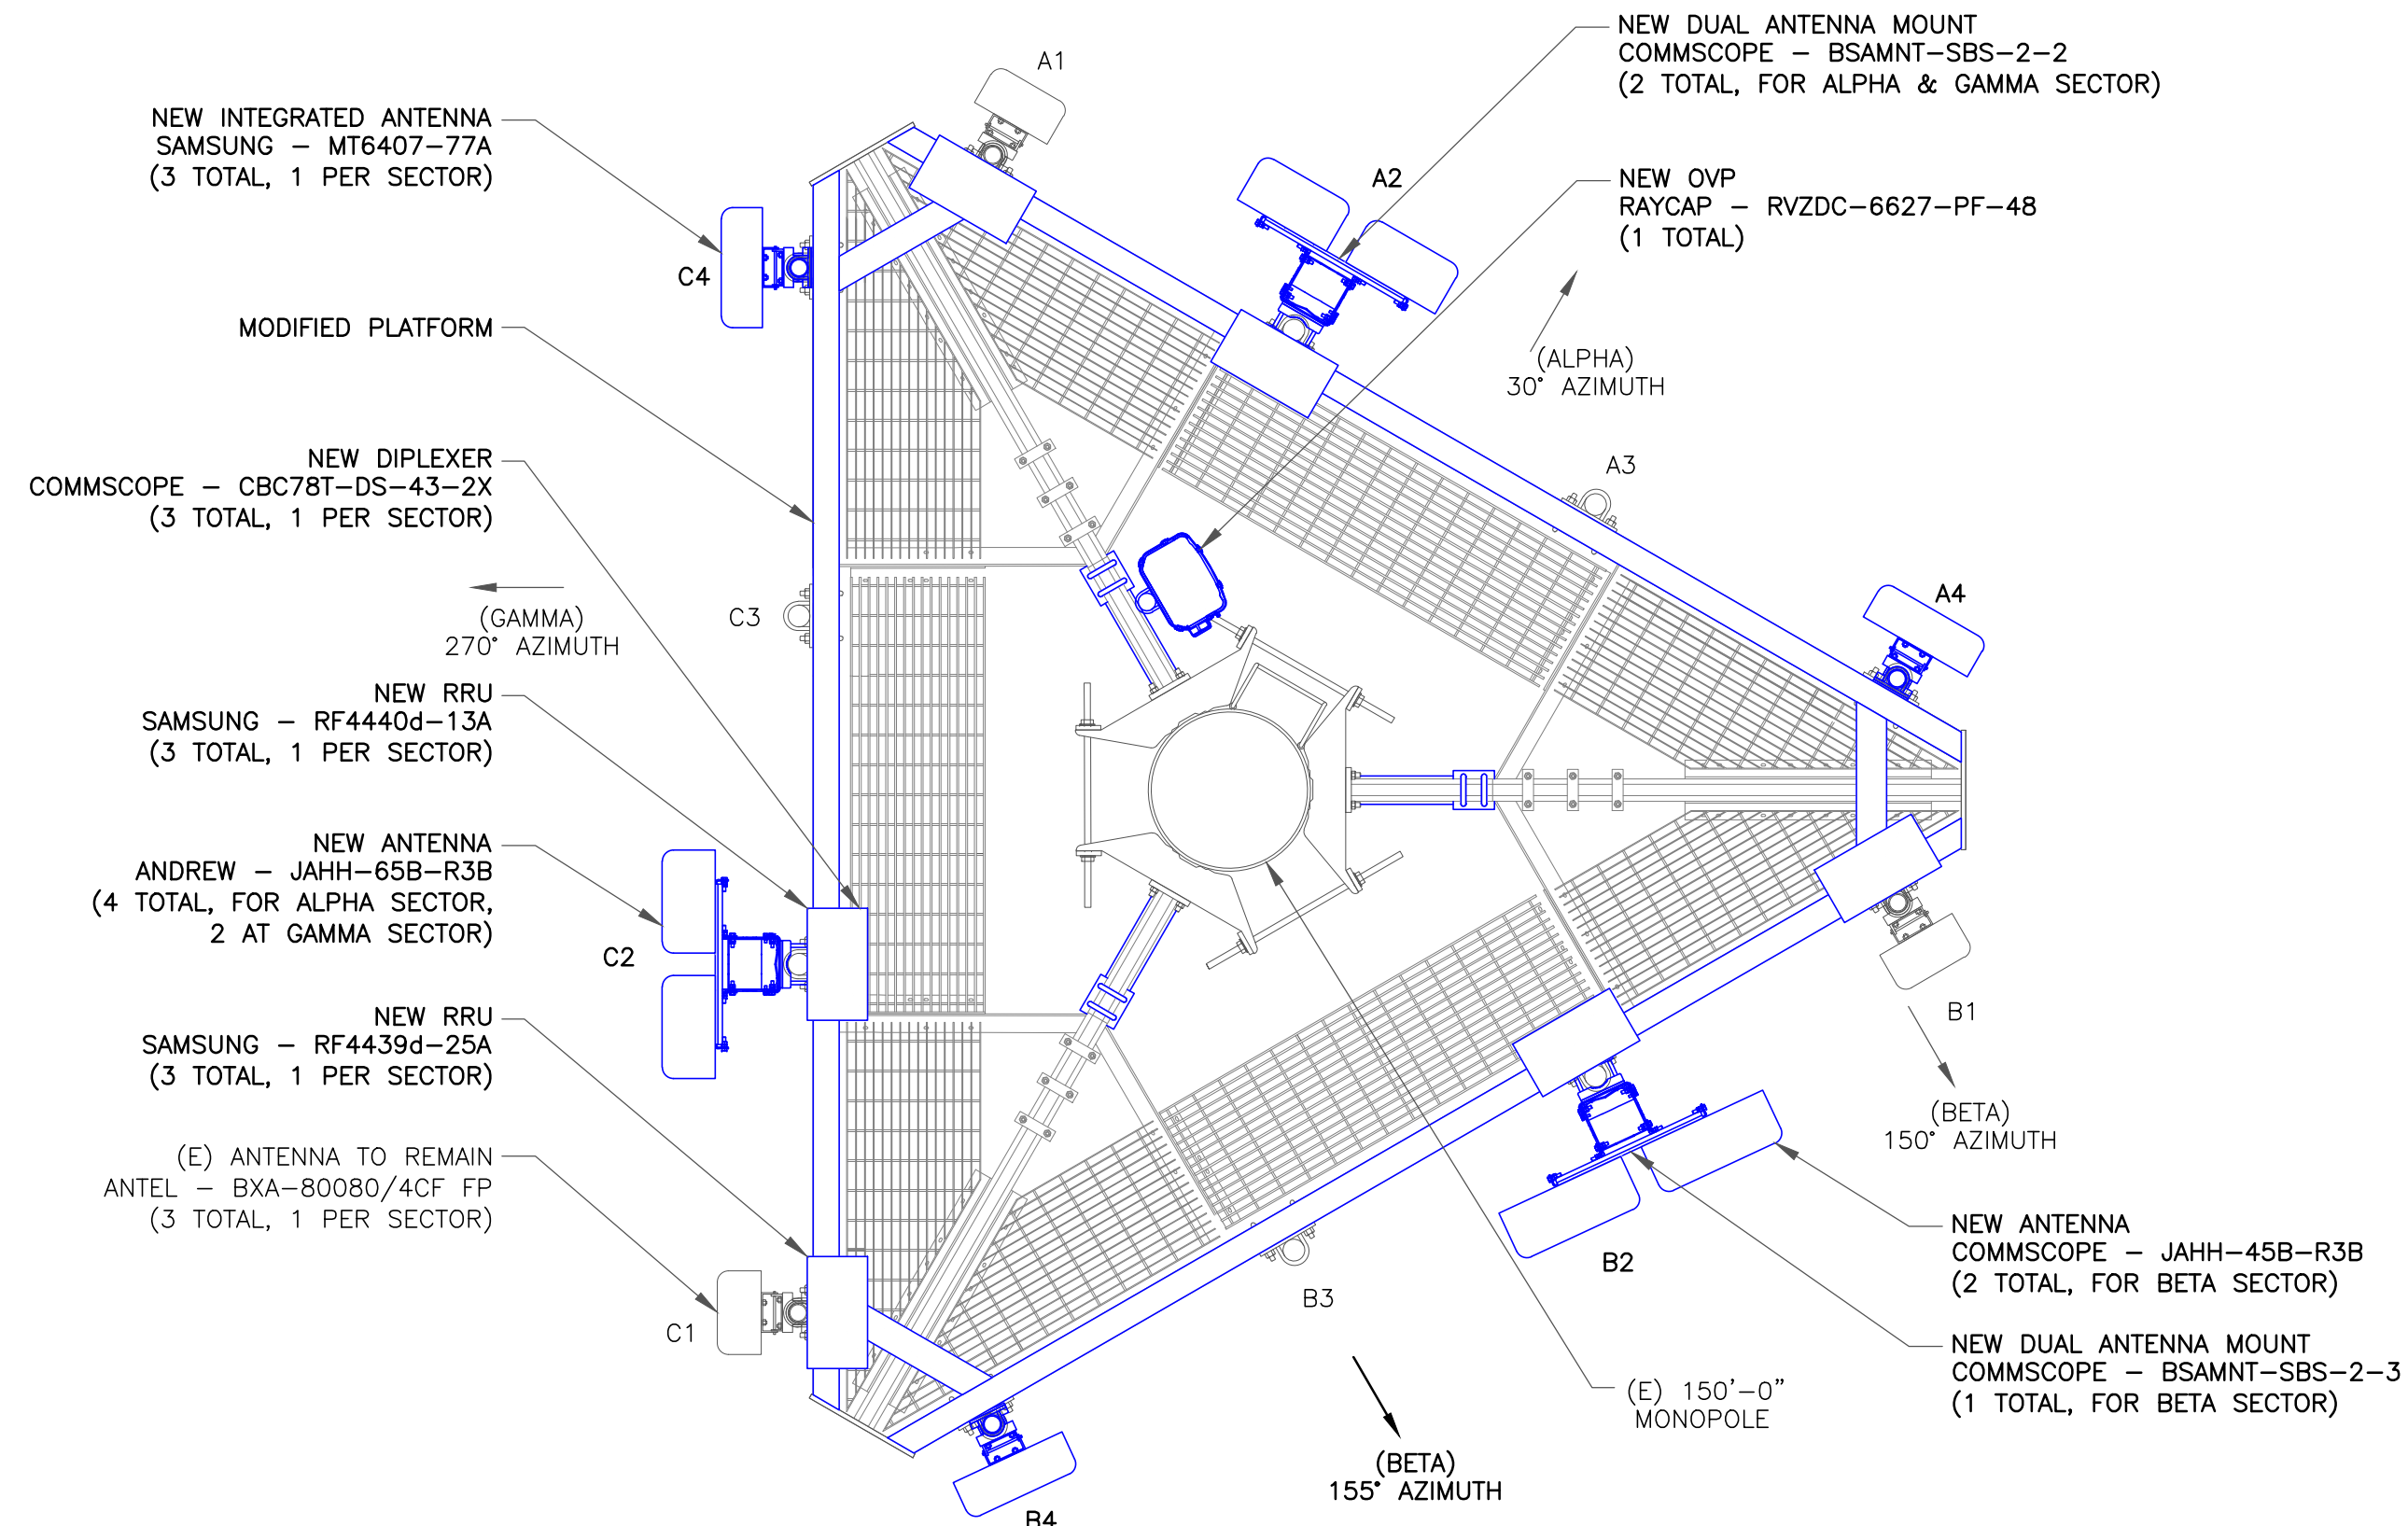 A1
NEW DUAL ANTENNA MOUNT
COMMSCOPE - BSAMNT-SBS-2-2
(2 TOTAL, FOR ALPHA & GAMMA SECTOR)
NEW INTEGRATED ANTENNA
SAMSUNG - MT6407-77A
(3 TOTAL, 1 PER SECTOR)
A2
NEW OVP
RAYCAP - RVZDC-6627-PF-48
(1 TOTAL)
C4
MODIFIED PLATFORM
(ALPHA)
30° AZIMUTH
NEW DIPLEXER
COMMSCOPE - CBC78T-DS-43-2X
(3 TOTAL, 1 PER SECTOR)
A3
(GAMMA)
270° AZIMUTH
C3
A4
NEW RRU
SAMSUNG - RF4440d-13A
(3 TOTAL, 1 PER SECTOR)
NEW ANTENNA
ANDREW - JAHH-65B-R3B
(4 TOTAL, FOR ALPHA SECTOR,
2 AT GAMMA SECTOR)
C2
NEW RRU
SAMSUNG - RF4439d-25A
(3 TOTAL, 1 PER SECTOR)
B1
(BETA)
150° AZIMUTH
(E) ANTENNA TO REMAIN
ANTEL - BXA-80080/4CF FP
(3 TOTAL, 1 PER SECTOR)
C1
B3
B2
NEW ANTENNA
COMMSCOPE - JAHH-45B-R3B
(2 TOTAL, FOR BETA SECTOR)
NEW DUAL ANTENNA MOUNT
COMMSCOPE - BSAMNT-SBS-2-3
(1 TOTAL, FOR BETA SECTOR)
(E) 150'-0"
MONOPOLE
(BETA)
155° AZIMUTH
B4